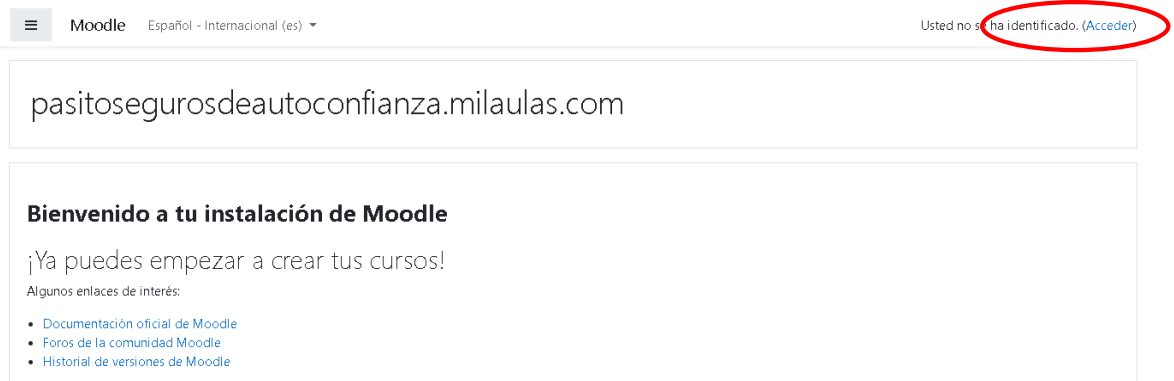 Moodle Español - Internacional (es) Usted no se ha identificado. (Acceder)
pasitosegurosdeautoconfianza.milaulas.com
Bienvenido a tu instalación de Moodle
¡Ya puedes empezar a crear tus cursos!
Algunos enlaces de interés:
Documentación oficial de Moodle
Foros de la comunidad Moodle
Historial de versiones de Moodle